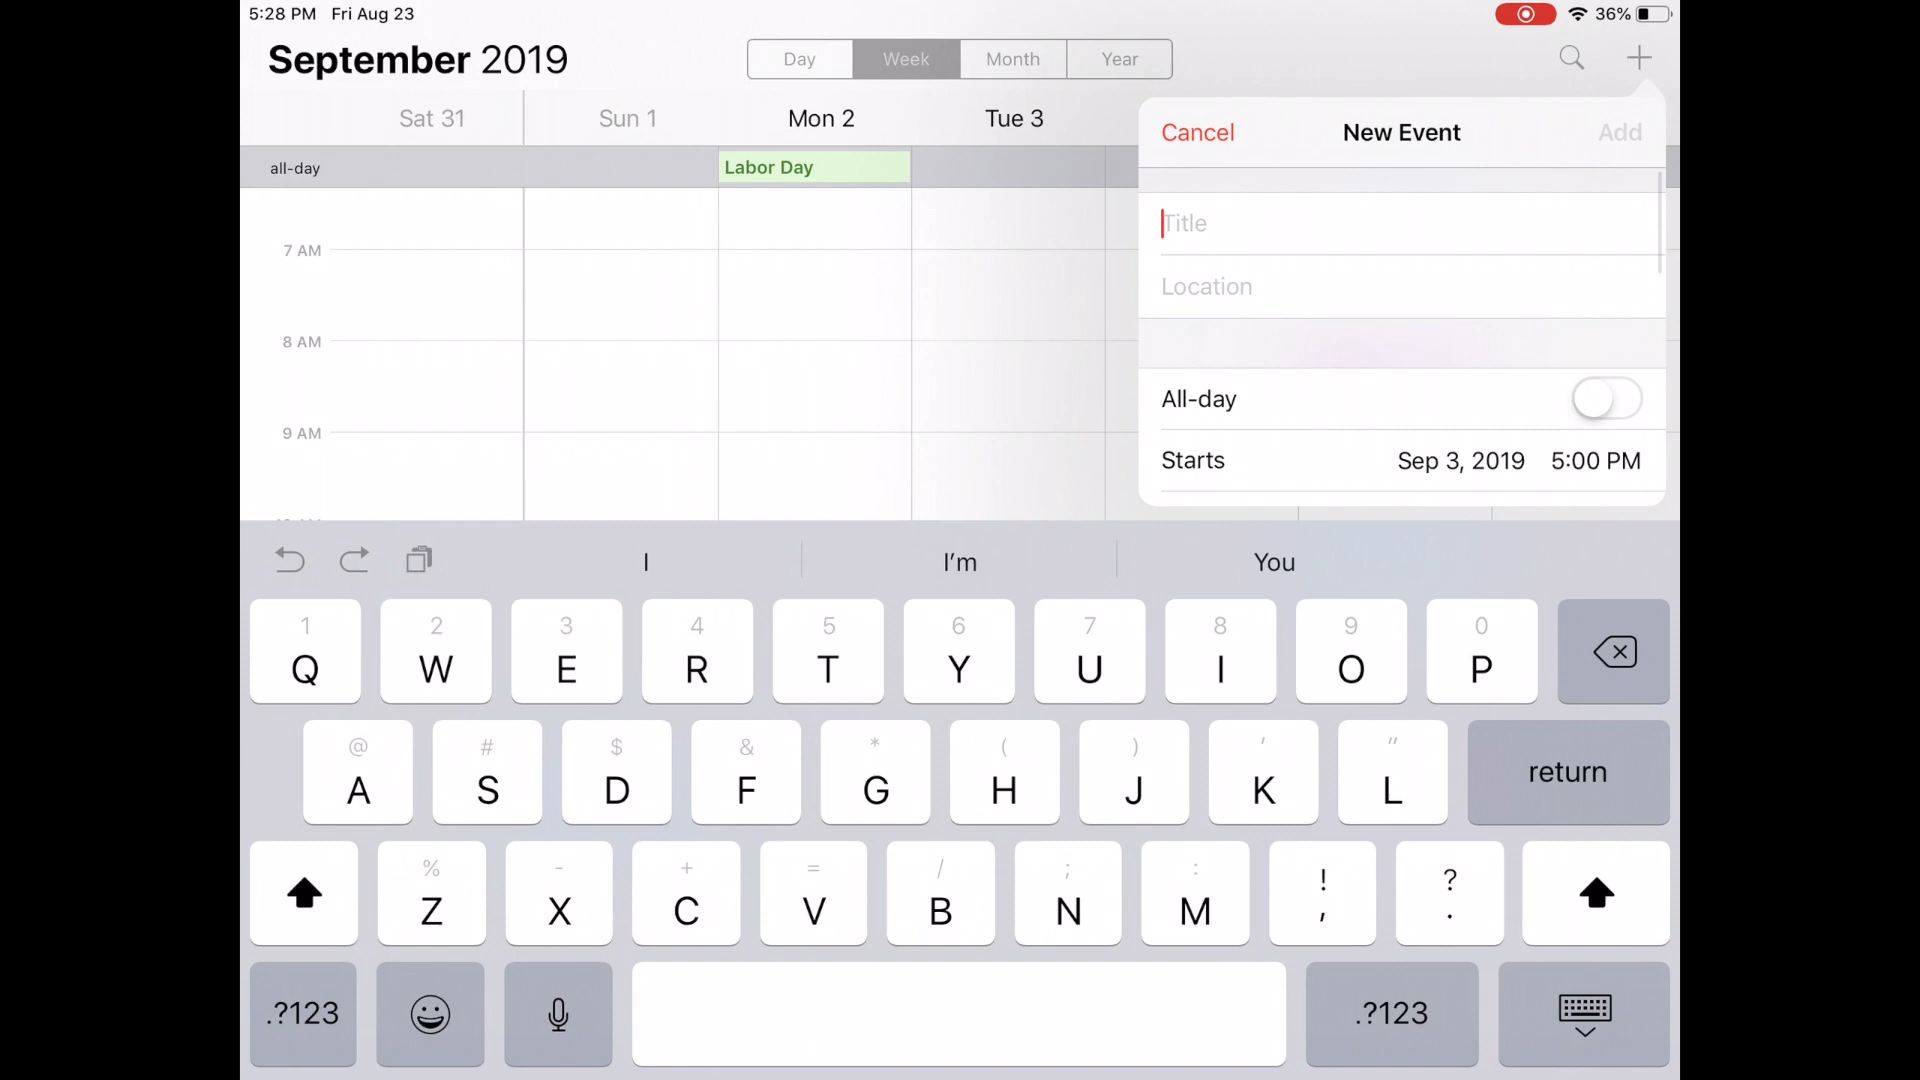 5:28 PM Fri Aug 23 36%
September 2019 Day Week Month Year
Sat 31 Sun 1 Mon 2 Tue 3
Cancel New Event Add
all-day Labor Day
Title
7 AM
Location
8 AM
All-day
9 AM
Starts Sep 3, 2019 5:00 PM
I I’m You
1 2 3 4 5 6 7 8 9 0
Q W E R T Y U I O P
@ # $ & * ( ) ' "
A S D F G H J K L return
% - + = / ; : ! ?
Z X C V B N M , .
.?123 .?123